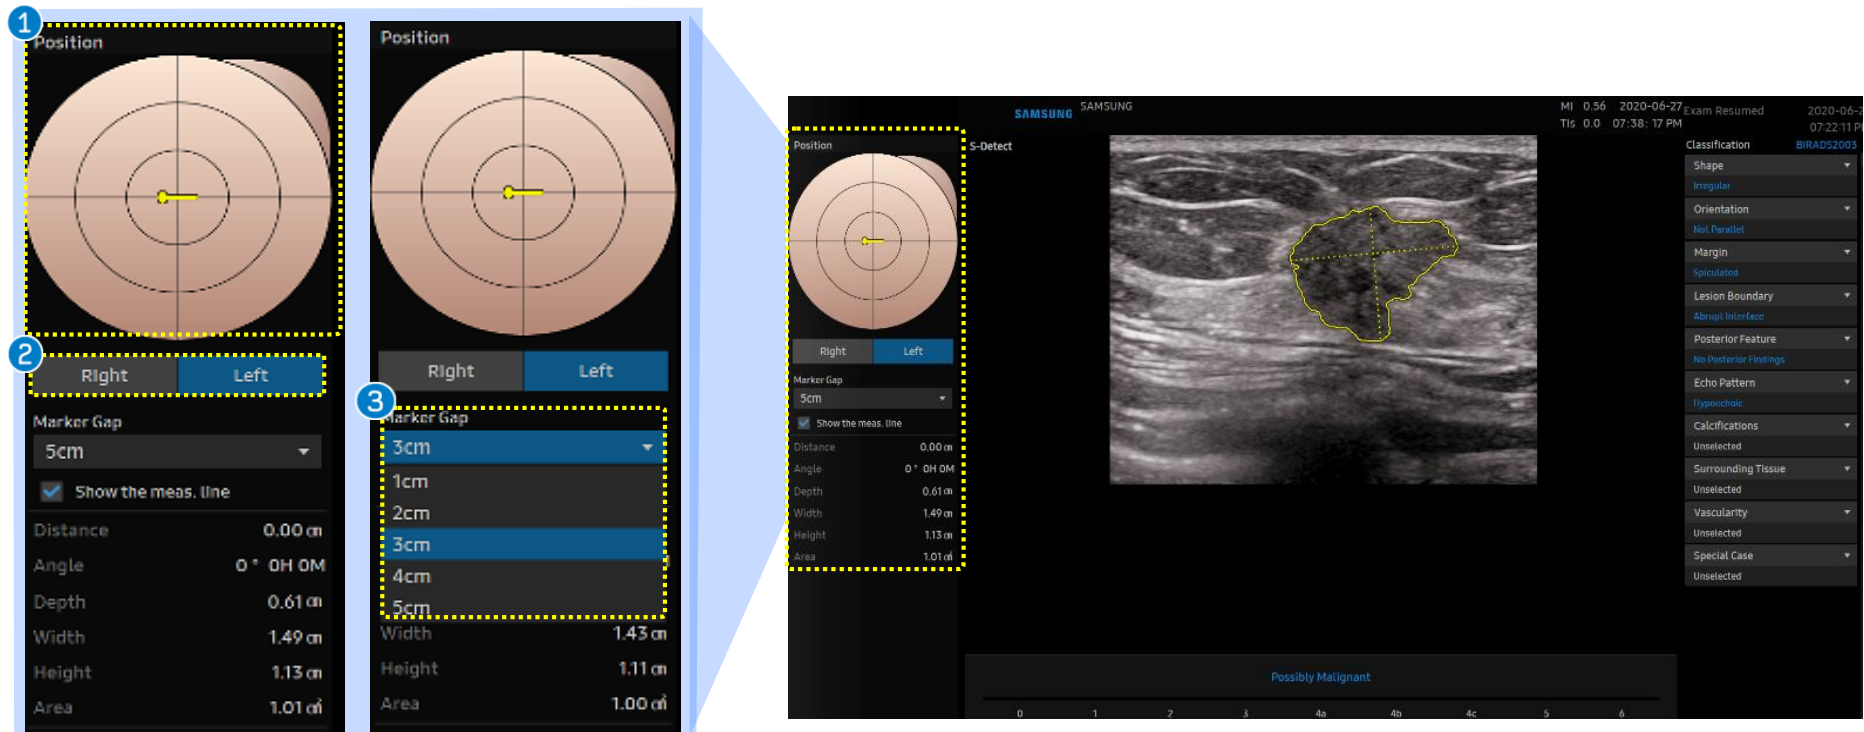 1
Position
2
Right Left
Marker Gap
5cm
Show the meas. line
Distance 0.00 cm
Angle 0° 0H 0M
Depth 0.61 cm
Width 1.49 cm
Height 1.13 cm
Area 1.01 cm²
Position
Right Left
3
Marker Gap
3cm
1cm
2cm
3cm
4cm
5cm
Width 1.43 cm
Height 1.11 cm
Area 1.00 cm²
Position
Right Left
Marker Gap
5cm
Show the meas. line
Distance 0.00 cm
Angle 0° 0H 0M
Depth 0.61 cm
Width 1.49 cm
Height 1.13 cm
Area 1.01 cm²
SAMSUNG SAMSUNG
MI 0.56 2020-06-27
TIs 0.0 07:38:17 PM
Exam Resumed 2020-06-2
07:22:11 P
S-Detect
Classification BIRADS2003
Shape
Irregular
Orientation
Not Parallel
Margin
Spiculated
Lesion Boundary
Abrupt Interface
Posterior Feature
No Posterior Findings
Echo Pattern
Hypoechoic
Calcifications
Unselected
Surrounding Tissue
Unselected
Vascularity
Unselected
Special Case
Unselected
Possibly Malignant
0 1 2 3 4a 4b 4c 5 6